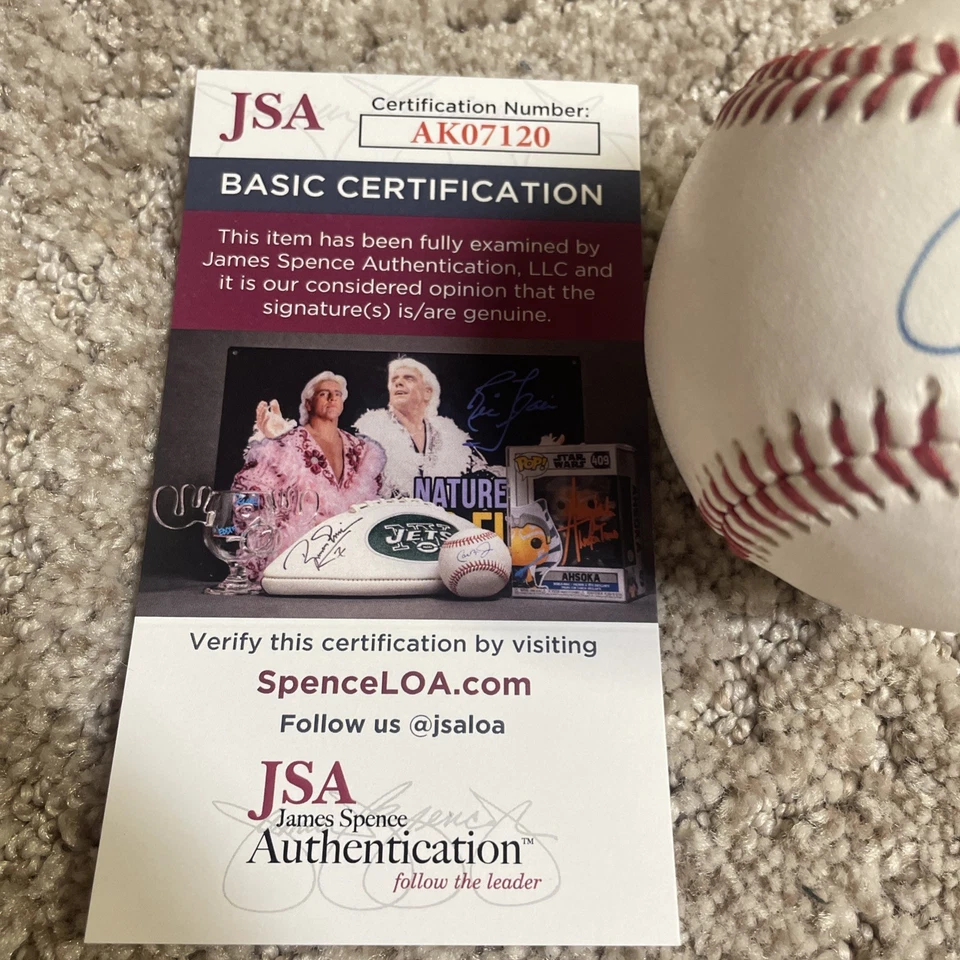 JSA
Certification Number:
AK07120
BASIC CERTIFICATION
This item has been fully examined by
James Spence Authentication, LLC and
it is our considered opinion that the
signature(s) is/are genuine.
NATURE
POP!
STAR
WARS
409
JETS
AHSOKA
Verify this certification by visiting
SpenceLOA.com
Follow us @jsaloa
JSA
James Spence
Authentication™
follow the leader